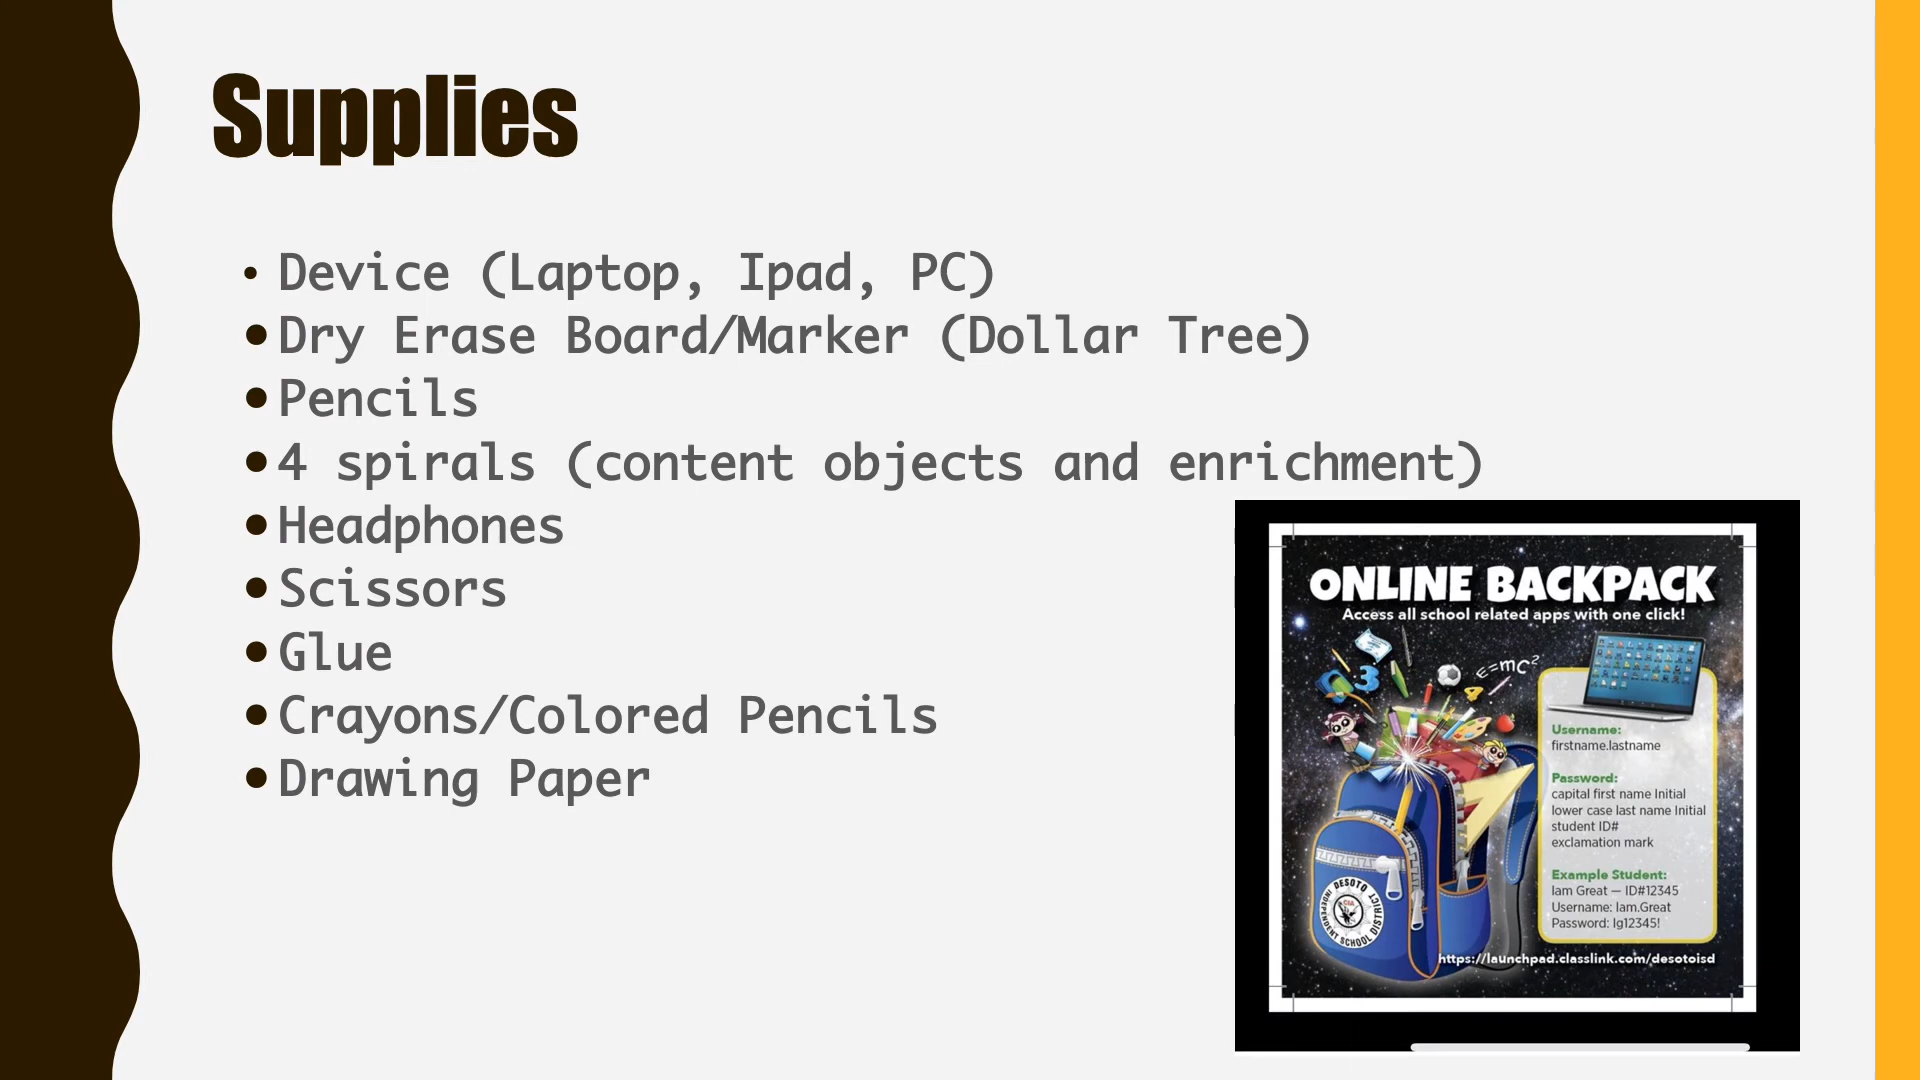 Supplies
• Device (Laptop, Ipad, PC)
• Dry Erase Board/Marker (Dollar Tree)
• Pencils
• 4 spirals (content objects and enrichment)
• Headphones
• Scissors
• Glue
• Crayons/Colored Pencils
• Drawing Paper
ONLINE BACKPACK
Access all school related apps with one click!
3
E=mc²
4
Username:
firstname.lastname
Password:
capital first name Initial
lower case last name Initial
student ID#
exclamation mark
Example Student:
Iam Great — ID#12345
Username: Iam.Great
Password: Ig12345!
DESOTO
INDEPENDENT SCHOOL DISTRICT
https://launchpad.classlink.com/desotoisd